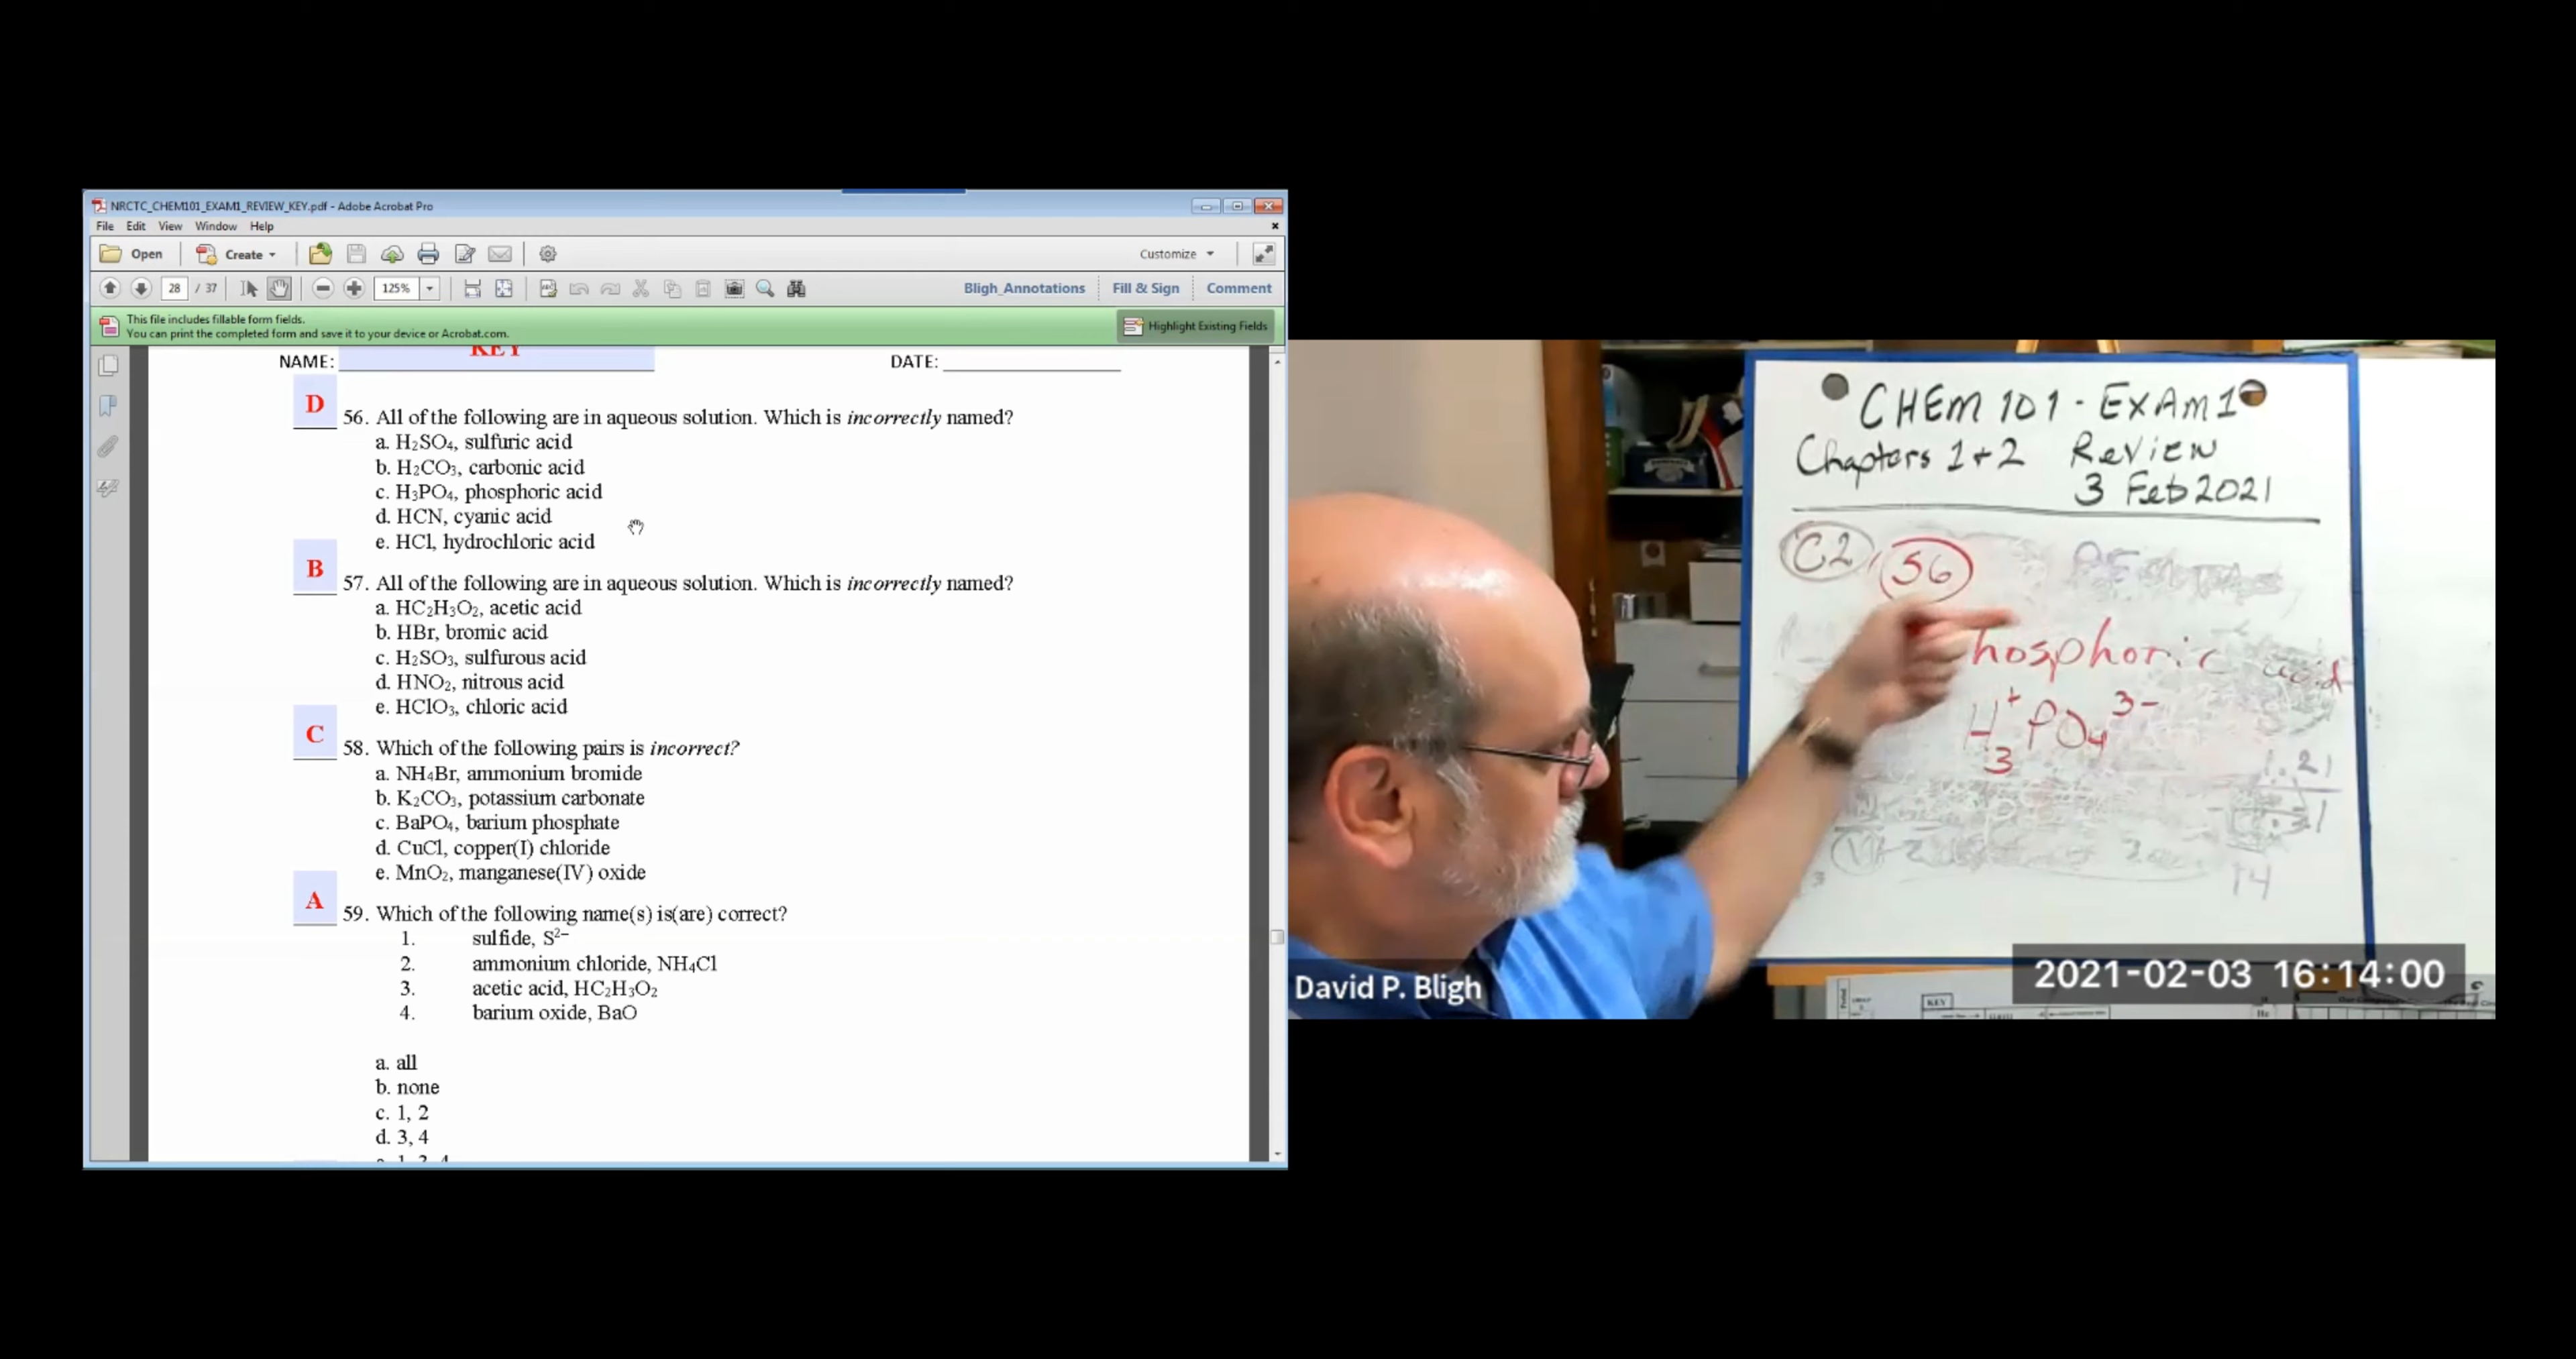 NRCTC_CHEM101_EXAM1_REVIEW_KEY.pdf - Adobe Acrobat Pro
File Edit View Window Help
Open Create Customize
28 / 37 125% Bligh_Annotations Fill & Sign Comment
This file includes fillable form fields.
You can print the completed form and save it to your device or Acrobat.com.
Highlight Existing Fields
KEY
NAME: DATE:
D
56. All of the following are in aqueous solution. Which is incorrectly named?
a. H₂SO₄, sulfuric acid
b. H₂CO₃, carbonic acid
c. H₃PO₄, phosphoric acid
d. HCN, cyanic acid
e. HCl, hydrochloric acid
B
57. All of the following are in aqueous solution. Which is incorrectly named?
a. HC₂H₃O₂, acetic acid
b. HBr, bromic acid
c. H₂SO₃, sulfurous acid
d. HNO₂, nitrous acid
e. HClO₃, chloric acid
C
58. Which of the following pairs is incorrect?
a. NH₄Br, ammonium bromide
b. K₂CO₃, potassium carbonate
c. BaPO₄, barium phosphate
d. CuCl, copper(I) chloride
e. MnO₂, manganese(IV) oxide
A
59. Which of the following name(s) is(are) correct?
1. sulfide, S²⁻
2. ammonium chloride, NH₄Cl
3. acetic acid, HC₂H₃O₂
4. barium oxide, BaO
a. all
b. none
c. 1, 2
d. 3, 4
CHEM 101 - EXAM 1
Chapters 1 + 2 Review
3 Feb 2021
C2, 56
hosphoric acid
H⁺₃PO₄³⁻
14
David P. Bligh
2021-02-03 16:14:00
KEY